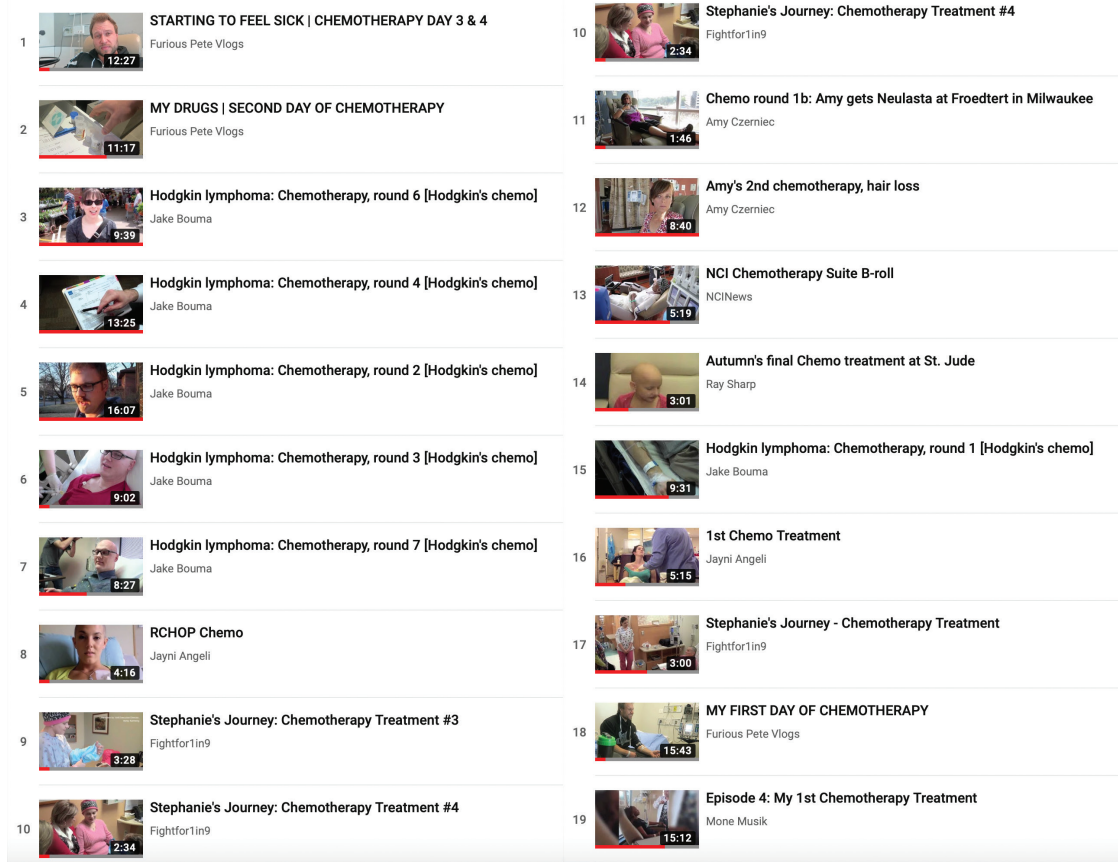 1
STARTING TO FEEL SICK | CHEMOTHERAPY DAY 3 & 4
Furious Pete Vlogs
12:27
2
MY DRUGS | SECOND DAY OF CHEMOTHERAPY
Furious Pete Vlogs
11:17
3
Hodgkin lymphoma: Chemotherapy, round 6 [Hodgkin's chemo]
Jake Bouma
9:39
4
Hodgkin lymphoma: Chemotherapy, round 4 [Hodgkin's chemo]
Jake Bouma
13:25
5
Hodgkin lymphoma: Chemotherapy, round 2 [Hodgkin's chemo]
Jake Bouma
16:07
6
Hodgkin lymphoma: Chemotherapy, round 3 [Hodgkin's chemo]
Jake Bouma
9:02
7
Hodgkin lymphoma: Chemotherapy, round 7 [Hodgkin's chemo]
Jake Bouma
8:27
8
RCHOP Chemo
Jayni Angeli
4:16
9
Stephanie's Journey: Chemotherapy Treatment #3
Fightfor1in9
3:28
10
Stephanie's Journey: Chemotherapy Treatment #4
Fightfor1in9
2:34
10
Stephanie's Journey: Chemotherapy Treatment #4
Fightfor1in9
2:34
11
Chemo round 1b: Amy gets Neulasta at Froedtert in Milwaukee
Amy Czerniec
1:46
12
Amy's 2nd chemotherapy, hair loss
Amy Czerniec
8:40
13
NCI Chemotherapy Suite B-roll
NCINews
5:19
14
Autumn's final Chemo treatment at St. Jude
Ray Sharp
3:01
15
Hodgkin lymphoma: Chemotherapy, round 1 [Hodgkin's chemo]
Jake Bouma
9:31
16
1st Chemo Treatment
Jayni Angeli
5:15
17
Stephanie's Journey - Chemotherapy Treatment
Fightfor1in9
3:00
18
MY FIRST DAY OF CHEMOTHERAPY
Furious Pete Vlogs
15:43
19
Episode 4: My 1st Chemotherapy Treatment
Mone Musik
15:12